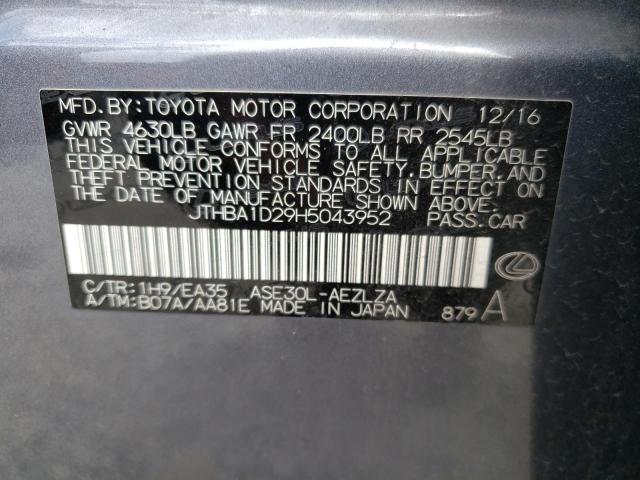 MFD.BY:TOYOTA MOTOR CORPORATION 12/16
GVWR 4630LB GAWR FR 2400LB RR 2545LB
THIS VEHICLE CONFORMS TO ALL APPLICABLE
FEDERAL MOTOR VEHICLE SAFETY,BUMPER,AND
THEFT PREVENTION STANDARDS IN EFFECT ON
THE DATE OF MANUFACTURE SHOWN ABOVE.
JTHBA1D29H5043952 PASS.CAR
C/TR:1H9/EA35 ASE30L-AEZLZA
A/TM:B07A/AA81E MADE IN JAPAN 879 A